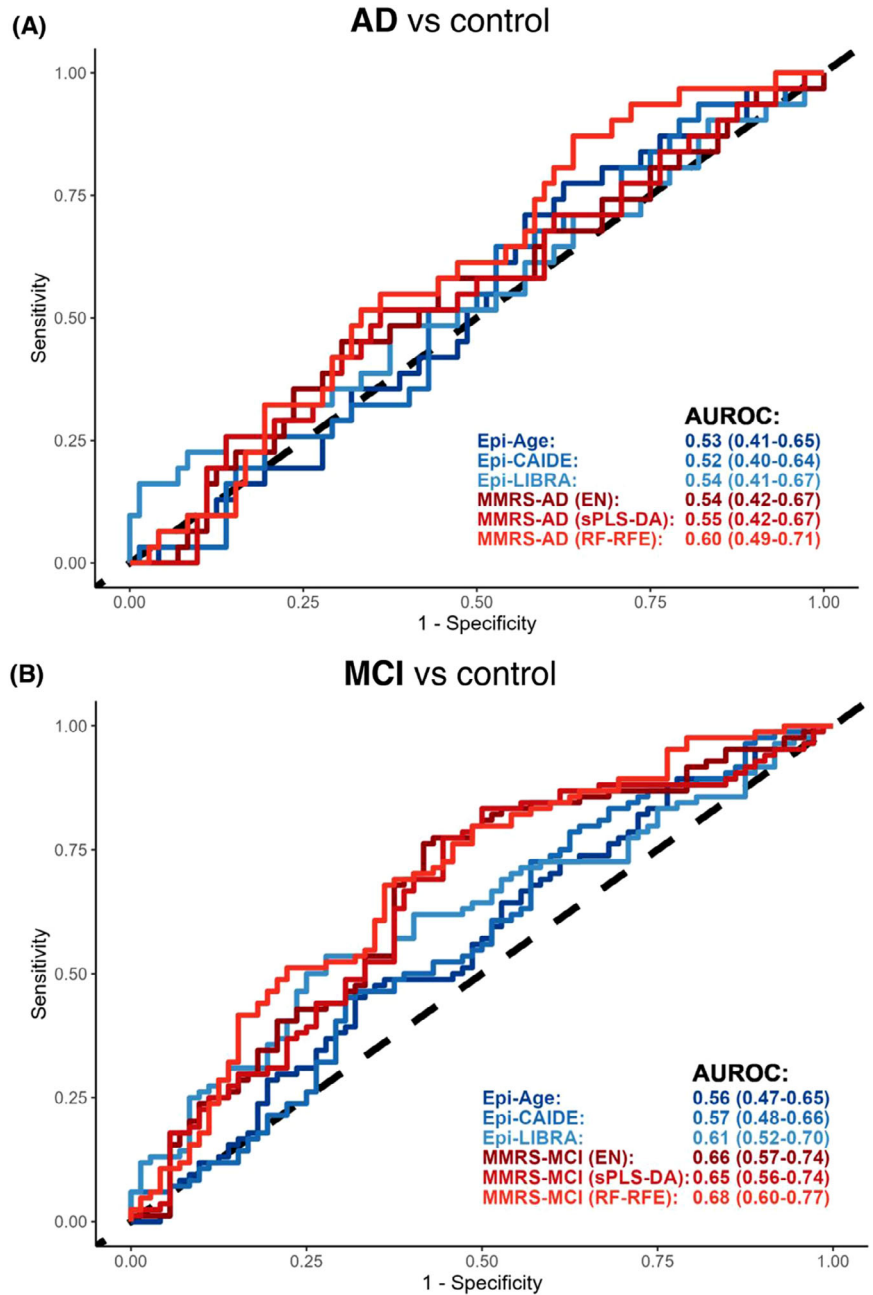 (A)
AD vs control
1.00
0.75
0.50
0.25
0.00
Sensitivity
AUROC:
Epi-Age: 0.53 (0.41-0.65)
Epi-CAIDE: 0.52 (0.40-0.64)
Epi-LIBRA: 0.54 (0.41-0.67)
MMRS-AD (EN): 0.54 (0.42-0.67)
MMRS-AD (sPLS-DA): 0.55 (0.42-0.67)
MMRS-AD (RF-RFE): 0.60 (0.49-0.71)
0.00 0.25 0.50 0.75 1.00
1 - Specificity
(B)
MCI vs control
1.00
0.75
0.50
0.25
0.00
Sensitivity
AUROC:
Epi-Age: 0.56 (0.47-0.65)
Epi-CAIDE: 0.57 (0.48-0.66)
Epi-LIBRA: 0.61 (0.52-0.70)
MMRS-MCI (EN): 0.66 (0.57-0.74)
MMRS-MCI (sPLS-DA): 0.65 (0.56-0.74)
MMRS-MCI (RF-RFE): 0.68 (0.60-0.77)
0.00 0.25 0.50 0.75 1.00
1 - Specificity